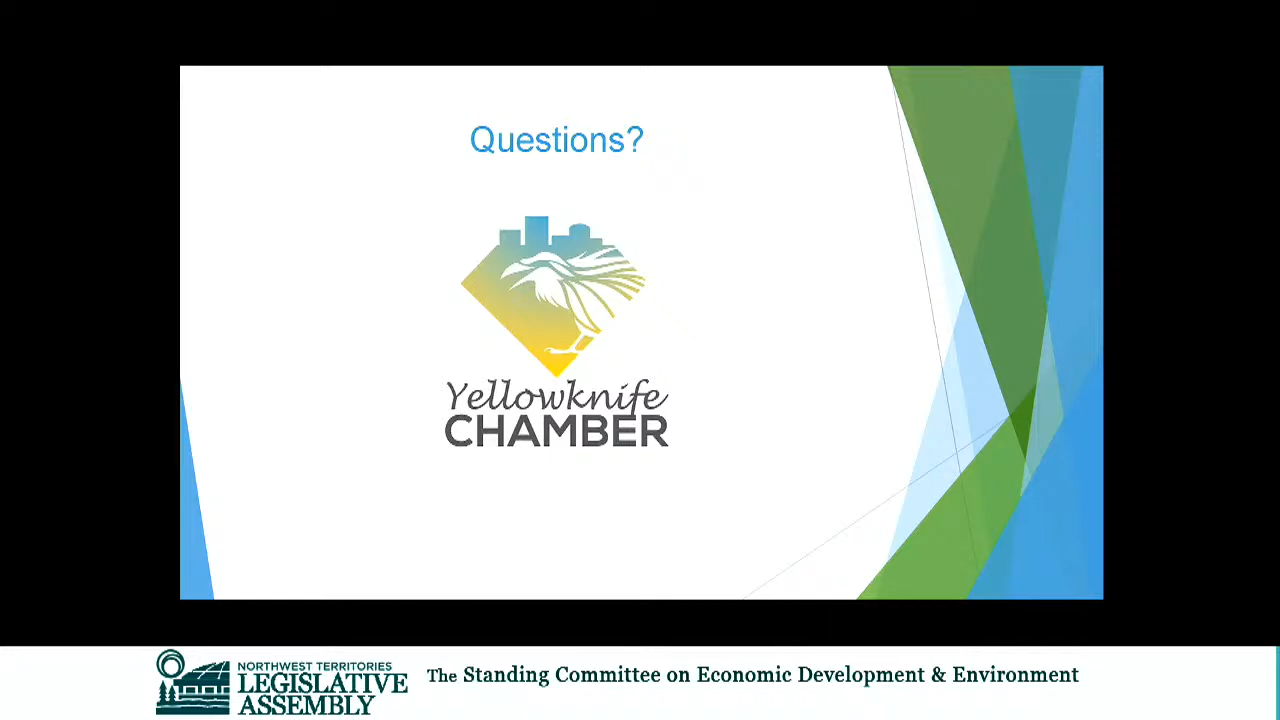 Questions?
Yellowknife
CHAMBER
NORTHWEST TERRITORIES
LEGISLATIVE
ASSEMBLY
The Standing Committee on Economic Development & Environment